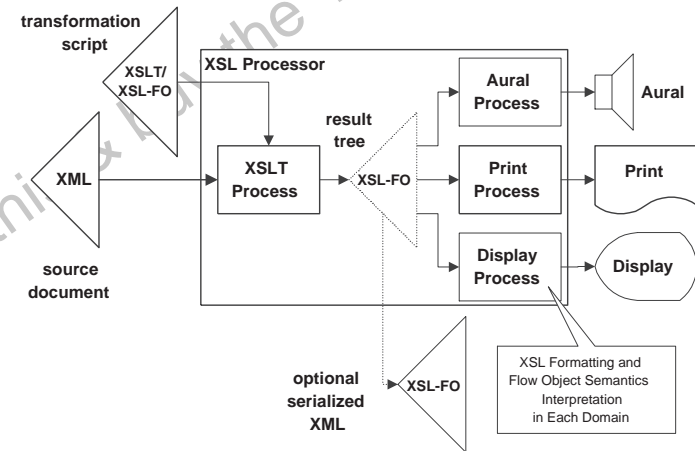 transformation
script
XSLT/
XSL-FO
XSL Processor
Aural
Process
Aural
result
tree
XML
XSLT
Process
XSL-FO
Print
Process
Print
source
document
Display
Process
Display
optional
serialized
XML
XSL-FO
XSL Formatting and
Flow Object Semantics
Interpretation
in Each Domain